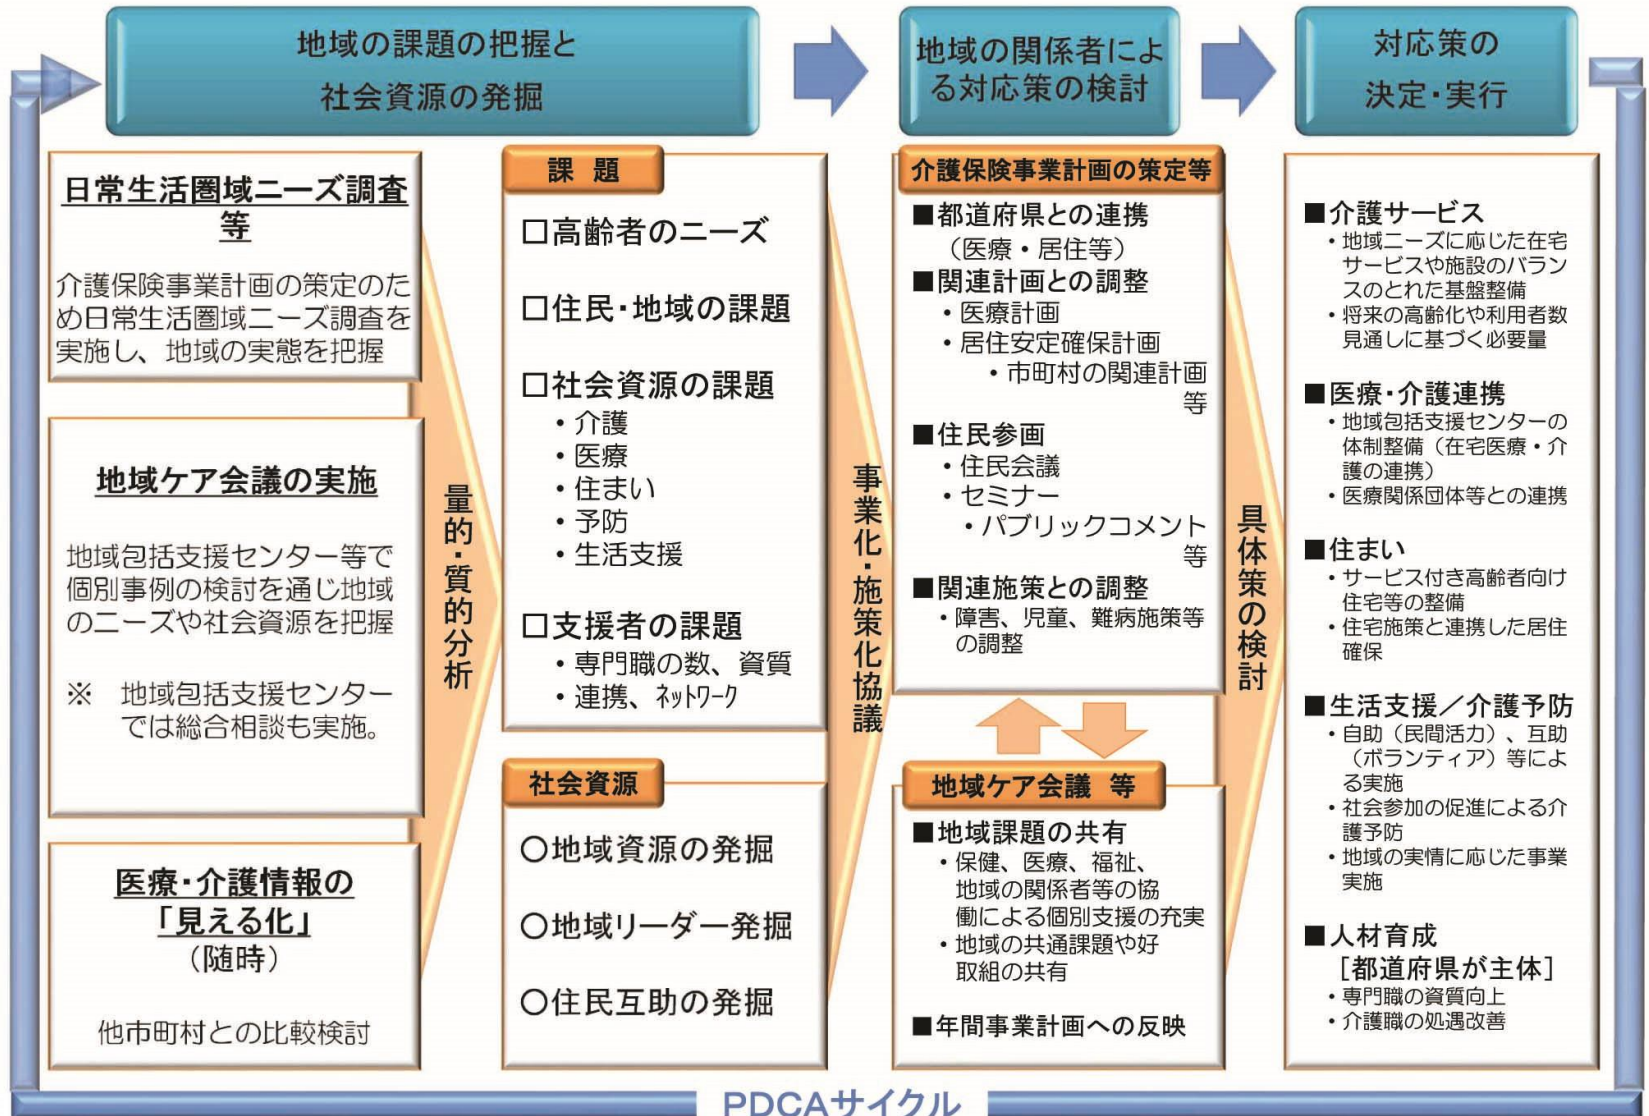 地域の課題の把握と
社会資源の発掘
地域の関係者によ
る対応策の検討
対応策の
決定・実行
日常生活圏域ニーズ調査
等
介護保険事業計画の策定のた
め日常生活圏域ニーズ調査を
実施し、地域の実態を把握
地域ケア会議の実施
地域包括支援センター等で
個別事例の検討を通じ地域
のニーズや社会資源を把握
※ 地域包括支援センター
では総合相談も実施。
医療・介護情報の
「見える化」
（随時）
他市町村との比較検討
量的・質的分析
課 題
□高齢者のニーズ
□住民・地域の課題
□社会資源の課題
・介護
・医療
・住まい
・予防
・生活支援
□支援者の課題
・専門職の数、資質
・連携、ﾈｯﾄﾜｰｸ
社会資源
○地域資源の発掘
○地域リーダー発掘
○住民互助の発掘
事業化・施策化協議
介護保険事業計画の策定等
■都道府県との連携
（医療・居住等）
■関連計画との調整
・医療計画
・居住安定確保計画
・市町村の関連計画
等
■住民参画
・住民会議
・セミナー
・パブリックコメント
等
■関連施策との調整
・障害、児童、難病施策等
の調整
地域ケア会議 等
■地域課題の共有
・保健、医療、福祉、
地域の関係者等の協
働による個別支援の充実
・地域の共通課題や好
取組の共有
■年間事業計画への反映
具体策の検討
■介護サービス
・地域ニーズに応じた在宅
サービスや施設のバラン
スのとれた基盤整備
・将来の高齢化や利用者数
見通しに基づく必要量
■医療・介護連携
・地域包括支援センターの
体制整備（在宅医療・介
護の連携）
・医療関係団体等との連携
■住まい
・サービス付き高齢者向け
住宅等の整備
・住宅施策と連携した居住
確保
■生活支援／介護予防
・自助（民間活力）、互助
（ボランティア）等によ
る実施
・社会参加の促進による介
護予防
・地域の実情に応じた事業
実施
■人材育成
［都道府県が主体］
・専門職の資質向上
・介護職の処遇改善
PDCAサイクル